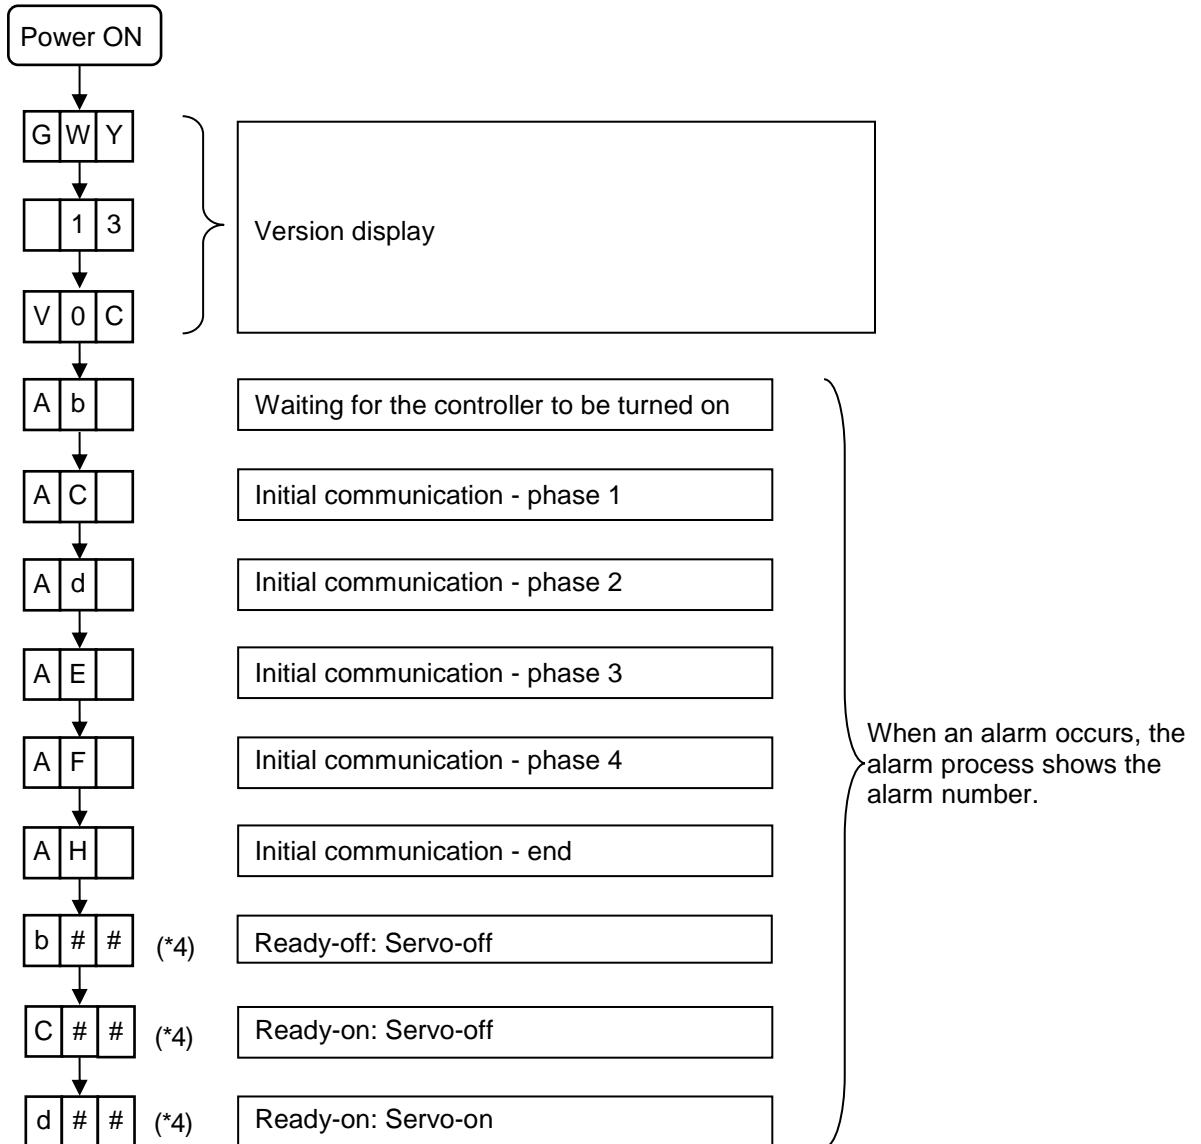 Power ON
G W Y
1 3
Version display
V 0 C
A b
Waiting for the controller to be turned on
A C
Initial communication - phase 1
A d
Initial communication - phase 2
A E
Initial communication - phase 3
A F
Initial communication - phase 4
When an alarm occurs, the
alarm process shows the
alarm number.
A H
Initial communication - end
b # # (*4)
Ready-off: Servo-off
C # # (*4)
Ready-on: Servo-off
d # # (*4)
Ready-on: Servo-on